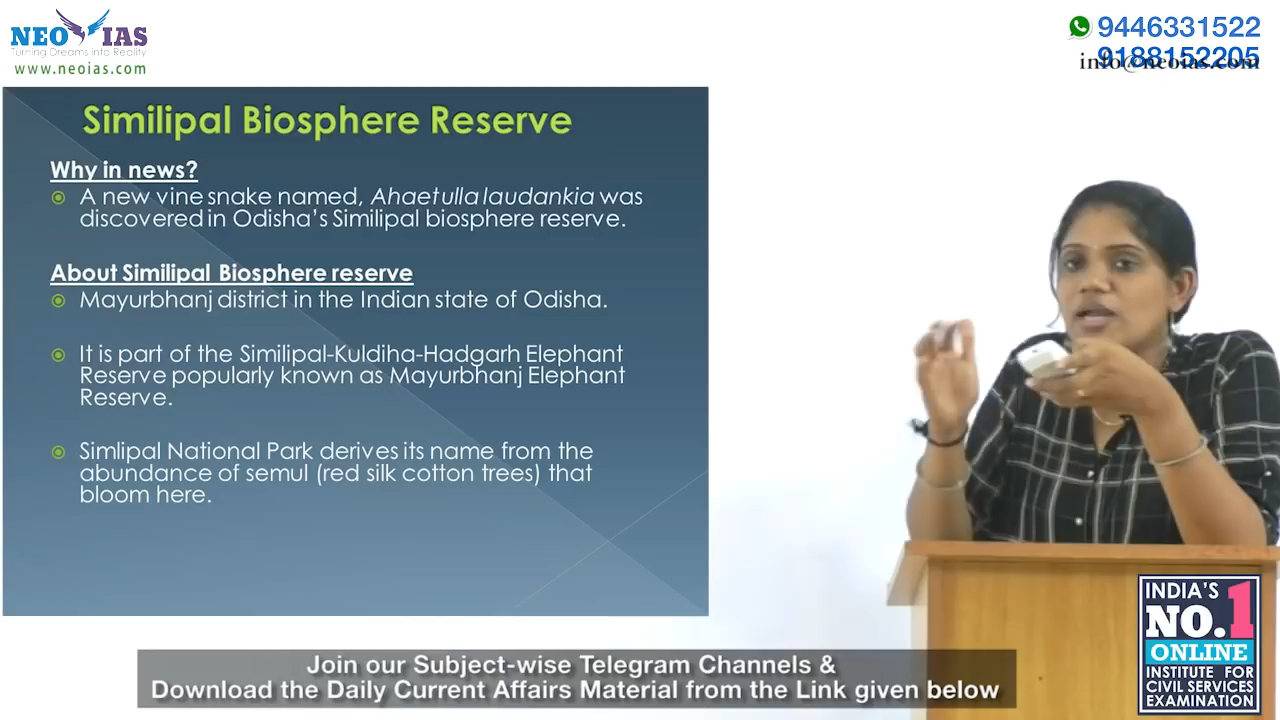 NEO IAS
Turning Dreams into Reality
www.neoias.com
9446331522
9188152205
info@neoias.com
Similipal Biosphere Reserve
Why in news?
A new vine snake named, Ahaetulla laudankia was
discovered in Odisha's Similipal biosphere reserve.
About Similipal Biosphere reserve
Mayurbhanj district in the Indian state of Odisha.
It is part of the Similipal-Kuldiha-Hadgarh Elephant
Reserve popularly known as Mayurbhanj Elephant
Reserve.
Simlipal National Park derives its name from the
abundance of semul (red silk cotton trees) that
bloom here.
INDIA'S
NO.1
ONLINE
INSTITUTE FOR
CIVIL SERVICES
EXAMINATION
Join our Subject-wise Telegram Channels &
Download the Daily Current Affairs Material from the Link given below